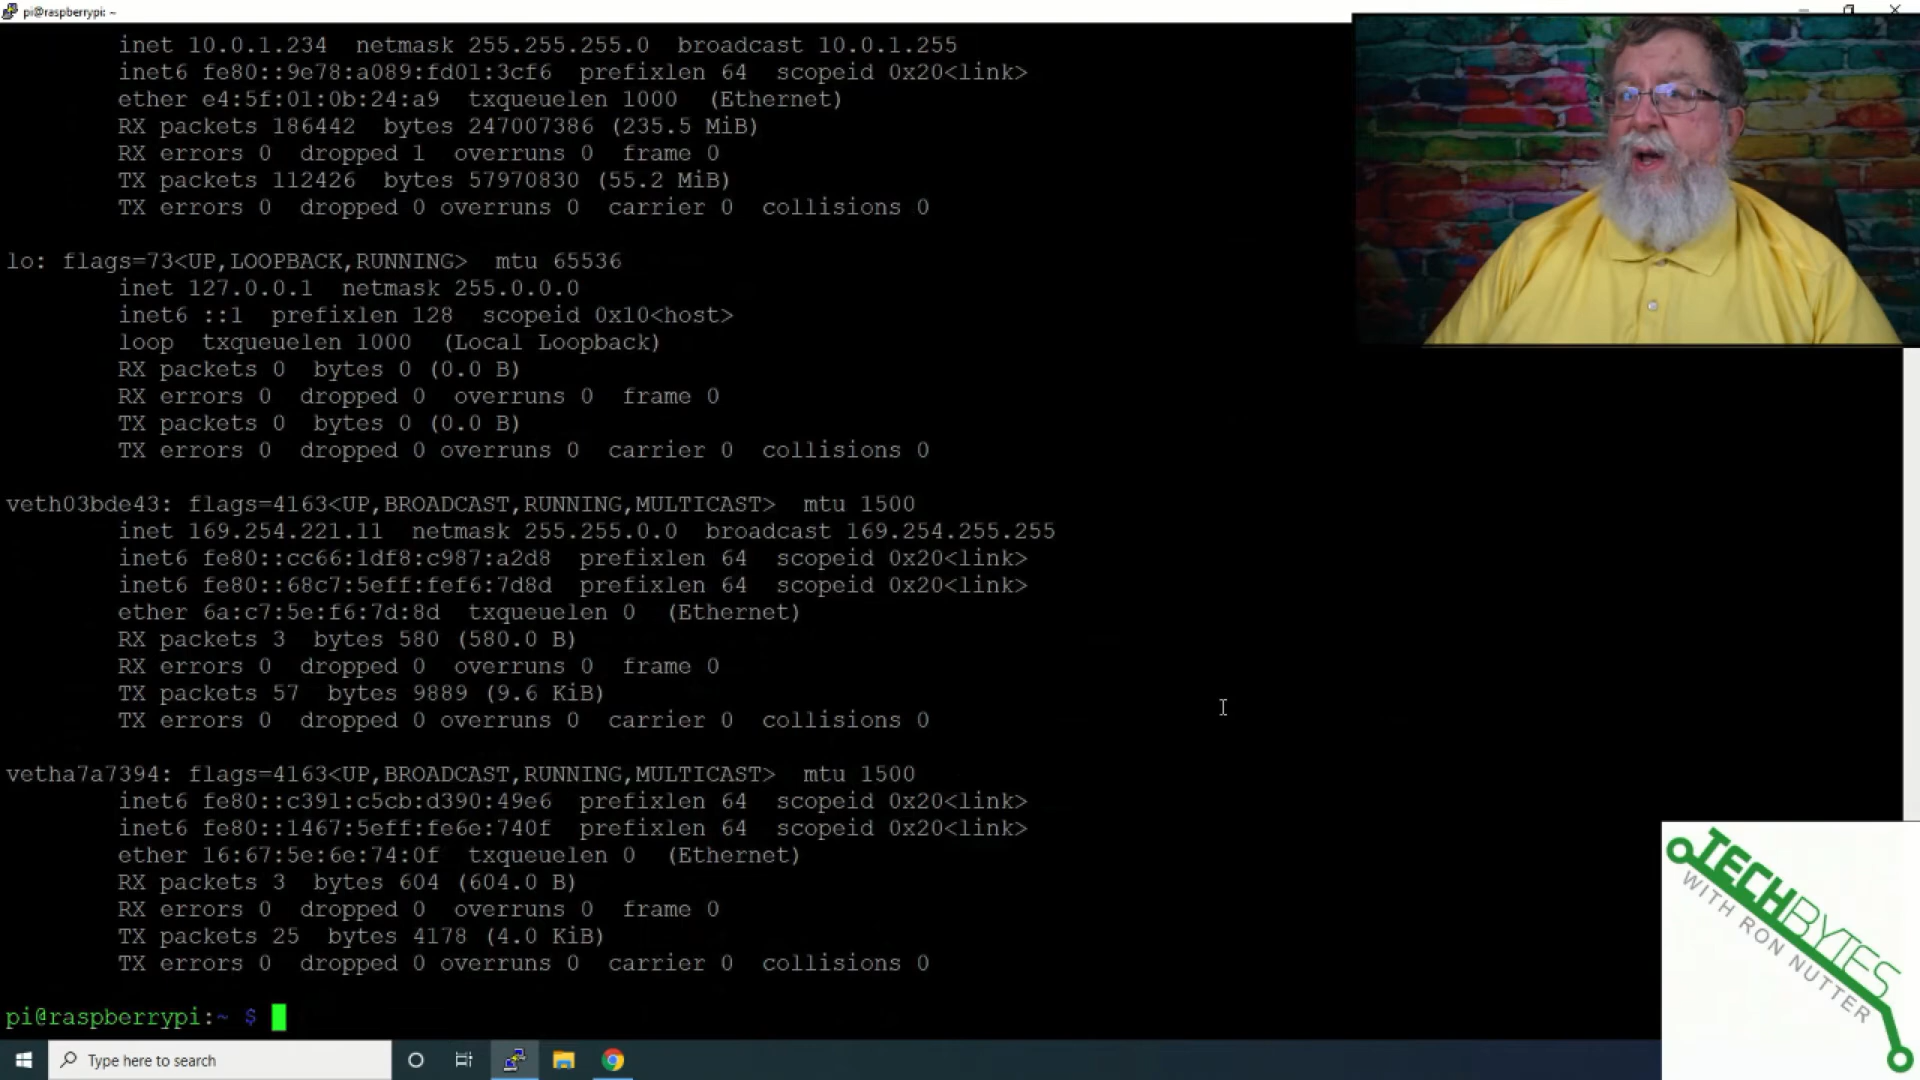 pi@raspberrypi: ~
inet 10.0.1.234 netmask 255.255.255.0 broadcast 10.0.1.255
inet6 fe80::9e78:a089:fd01:3cf6 prefixlen 64 scopeid 0x20<link>
ether e4:5f:01:0b:24:a9 txqueuelen 1000 (Ethernet)
RX packets 186442 bytes 247007386 (235.5 MiB)
RX errors 0 dropped 1 overruns 0 frame 0
TX packets 112426 bytes 57970830 (55.2 MiB)
TX errors 0 dropped 0 overruns 0 carrier 0 collisions 0
lo: flags=73<UP,LOOPBACK,RUNNING> mtu 65536
inet 127.0.0.1 netmask 255.0.0.0
inet6 ::1 prefixlen 128 scopeid 0x10<host>
loop txqueuelen 1000 (Local Loopback)
RX packets 0 bytes 0 (0.0 B)
RX errors 0 dropped 0 overruns 0 frame 0
TX packets 0 bytes 0 (0.0 B)
TX errors 0 dropped 0 overruns 0 carrier 0 collisions 0
veth03bde43: flags=4163<UP,BROADCAST,RUNNING,MULTICAST> mtu 1500
inet 169.254.221.11 netmask 255.255.0.0 broadcast 169.254.255.255
inet6 fe80::cc66:1df8:c987:a2d8 prefixlen 64 scopeid 0x20<link>
inet6 fe80::68c7:5eff:fef6:7d8d prefixlen 64 scopeid 0x20<link>
ether 6a:c7:5e:f6:7d:8d txqueuelen 0 (Ethernet)
RX packets 3 bytes 580 (580.0 B)
RX errors 0 dropped 0 overruns 0 frame 0
TX packets 57 bytes 9889 (9.6 KiB)
TX errors 0 dropped 0 overruns 0 carrier 0 collisions 0
vetha7a7394: flags=4163<UP,BROADCAST,RUNNING,MULTICAST> mtu 1500
inet6 fe80::c391:c5cb:d390:49e6 prefixlen 64 scopeid 0x20<link>
inet6 fe80::1467:5eff:fe6e:740f prefixlen 64 scopeid 0x20<link>
ether 16:67:5e:6e:74:0f txqueuelen 0 (Ethernet)
RX packets 3 bytes 604 (604.0 B)
RX errors 0 dropped 0 overruns 0 frame 0
TX packets 25 bytes 4178 (4.0 KiB)
TX errors 0 dropped 0 overruns 0 carrier 0 collisions 0
pi@raspberrypi:~ $
TECHBYTES
WITH RON NUTTER
Type here to search